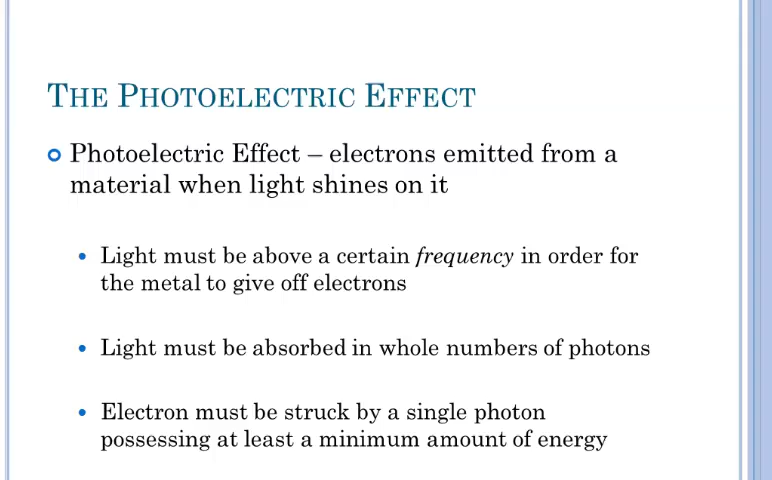 The Photoelectric Effect
Photoelectric Effect – electrons emitted from a
material when light shines on it
Light must be above a certain frequency in order for
the metal to give off electrons
Light must be absorbed in whole numbers of photons
Electron must be struck by a single photon
possessing at least a minimum amount of energy